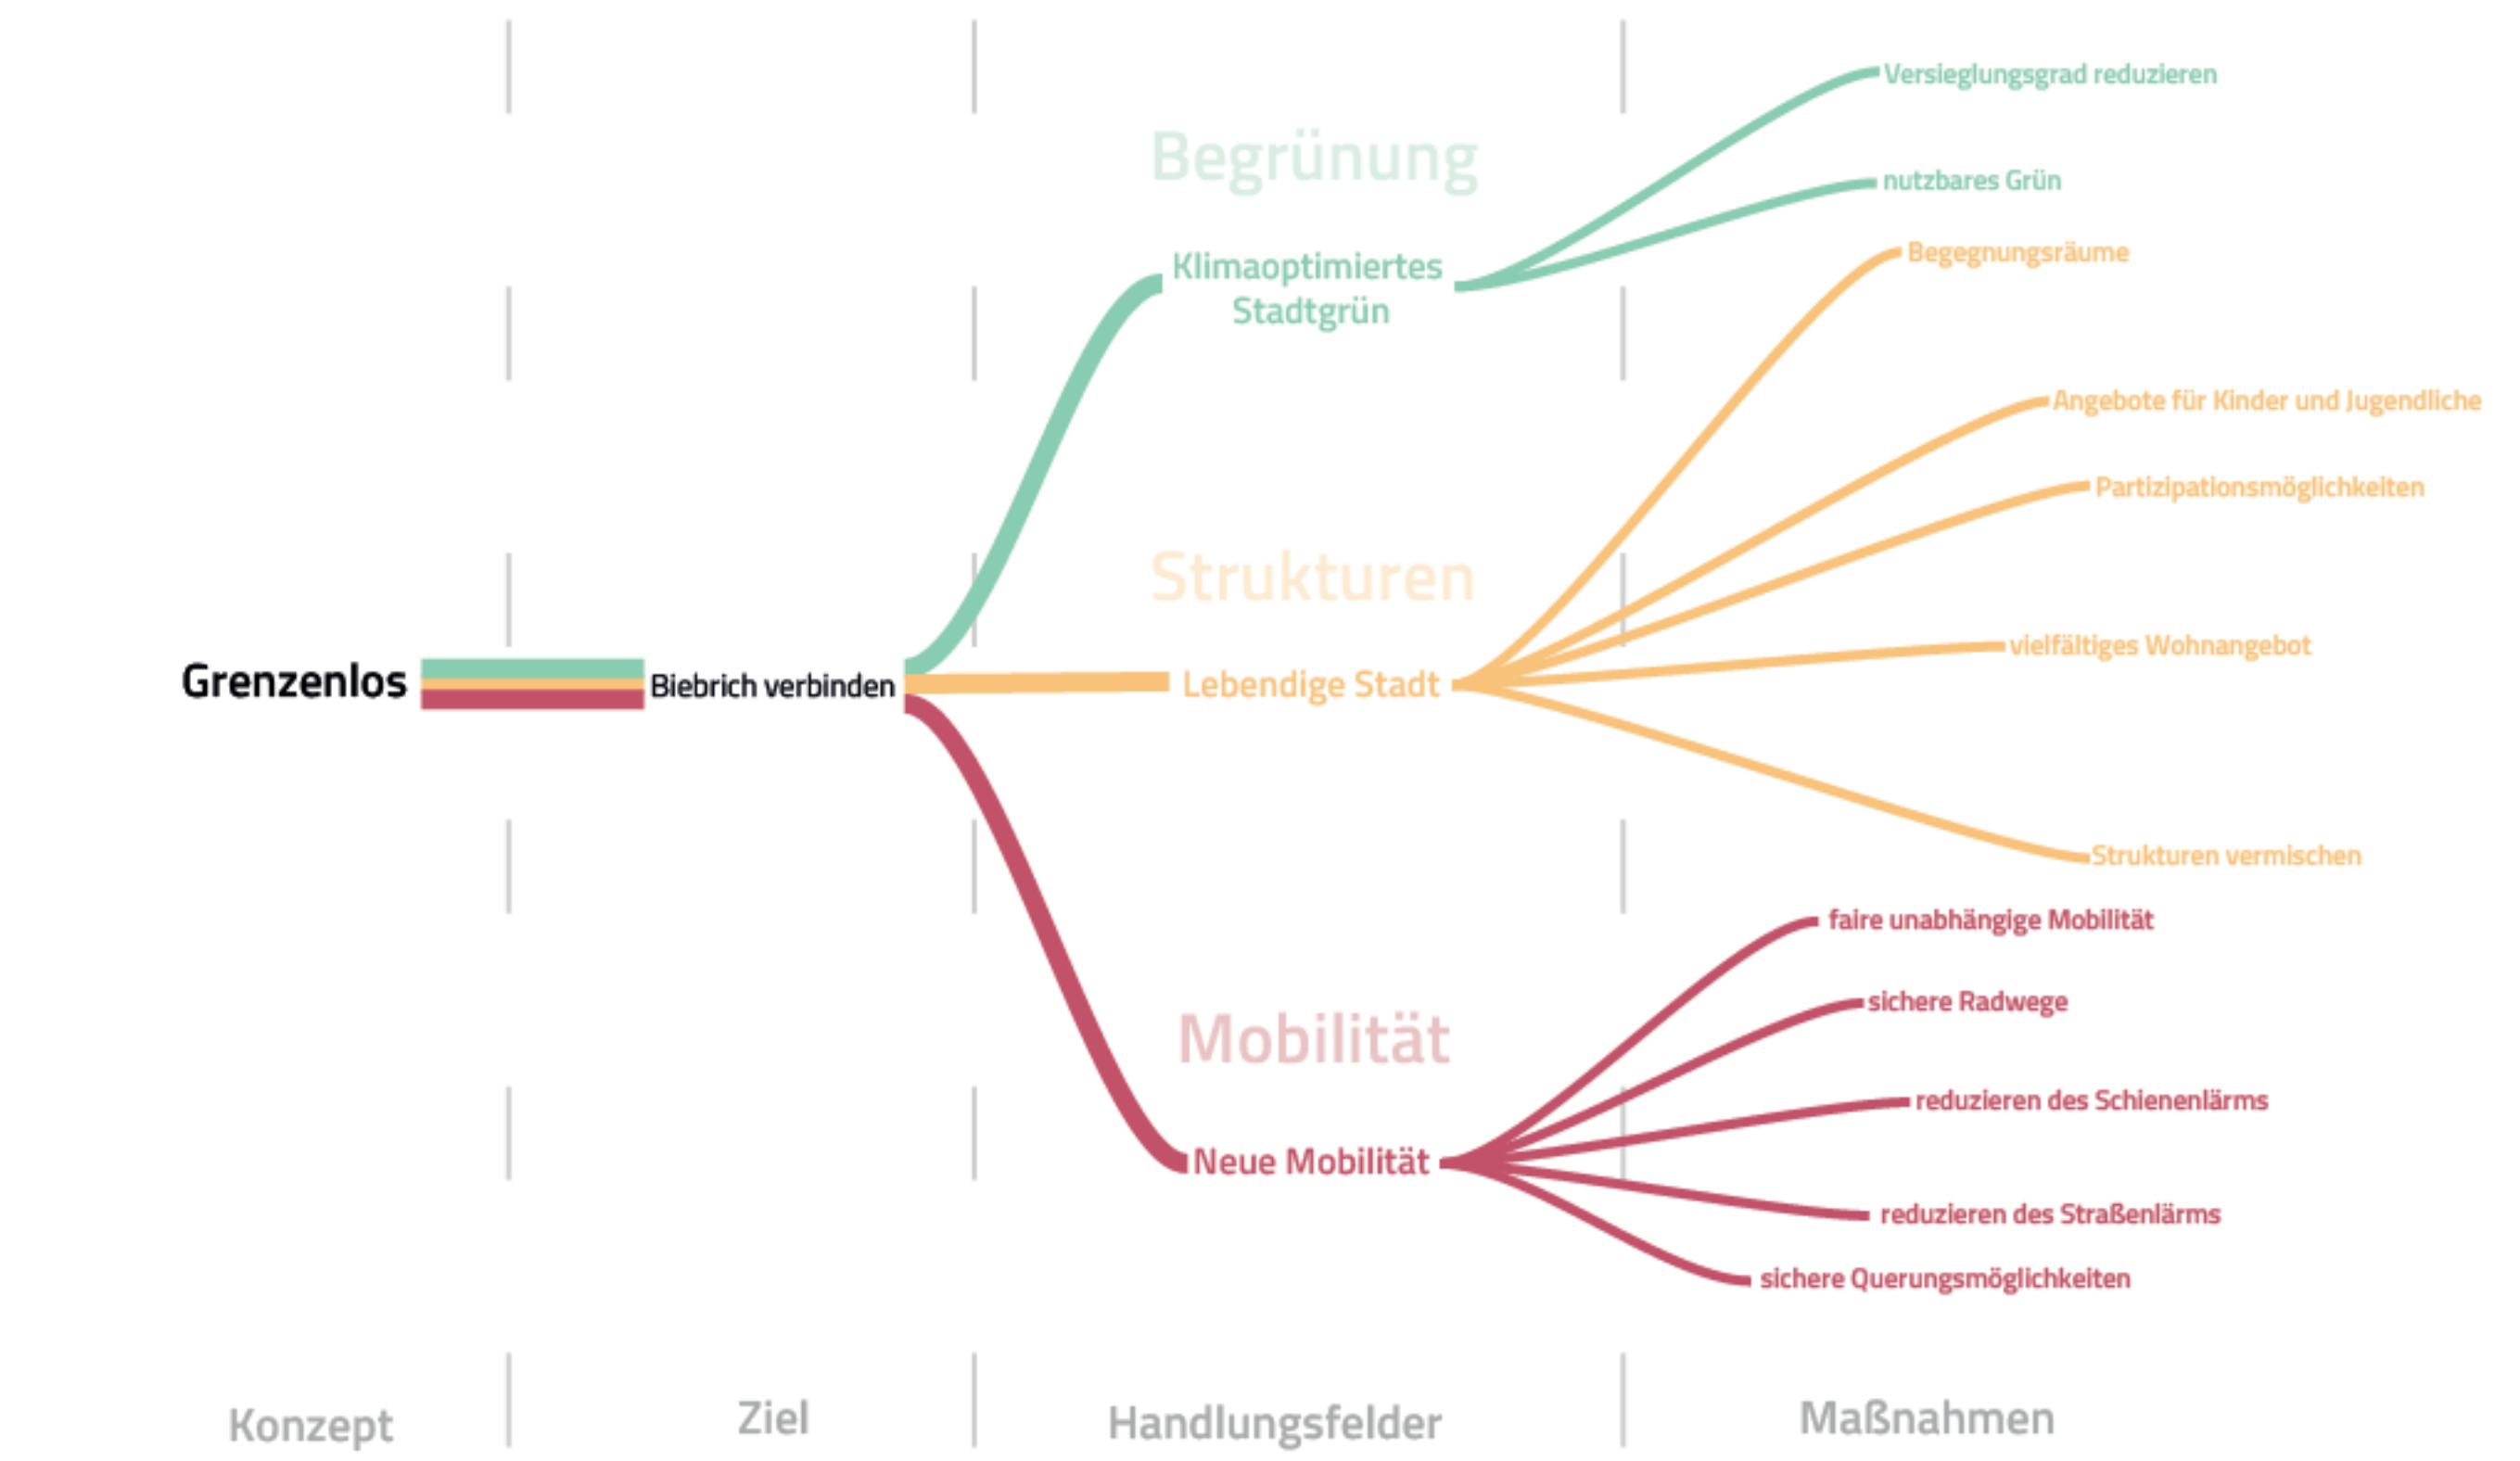 Grenzenlos
Biebrich verbinden
Begrünung
Klimaoptimiertes
Stadtgrün
Versieglungsgrad reduzieren
nutzbares Grün
Strukturen
Lebendige Stadt
Begegnungsräume
Angebote für Kinder und Jugendliche
Partizipationsmöglichkeiten
vielfältiges Wohnangebot
Strukturen vermischen
Mobilität
Neue Mobilität
faire unabhängige Mobilität
sichere Radwege
reduzieren des Schienenlärms
reduzieren des Straßenlärms
sichere Querungsmöglichkeiten
Konzept
Ziel
Handlungsfelder
Maßnahmen